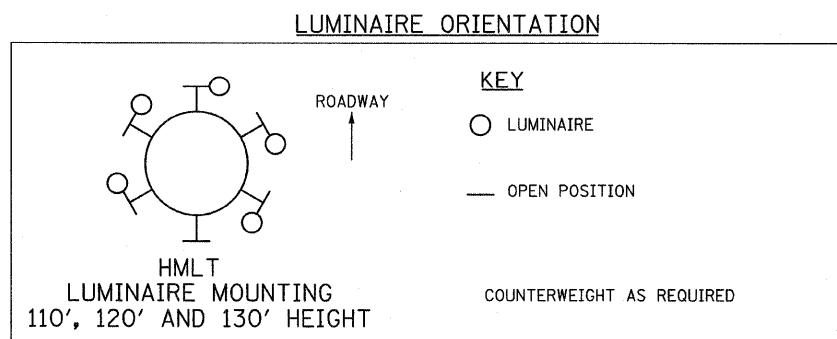 LUMINAIRE ORIENTATION
ROADWAY
KEY
LUMINAIRE
OPEN POSITION
HMLT
LUMINAIRE MOUNTING
110', 120' AND 130' HEIGHT
COUNTERWEIGHT AS REQUIRED